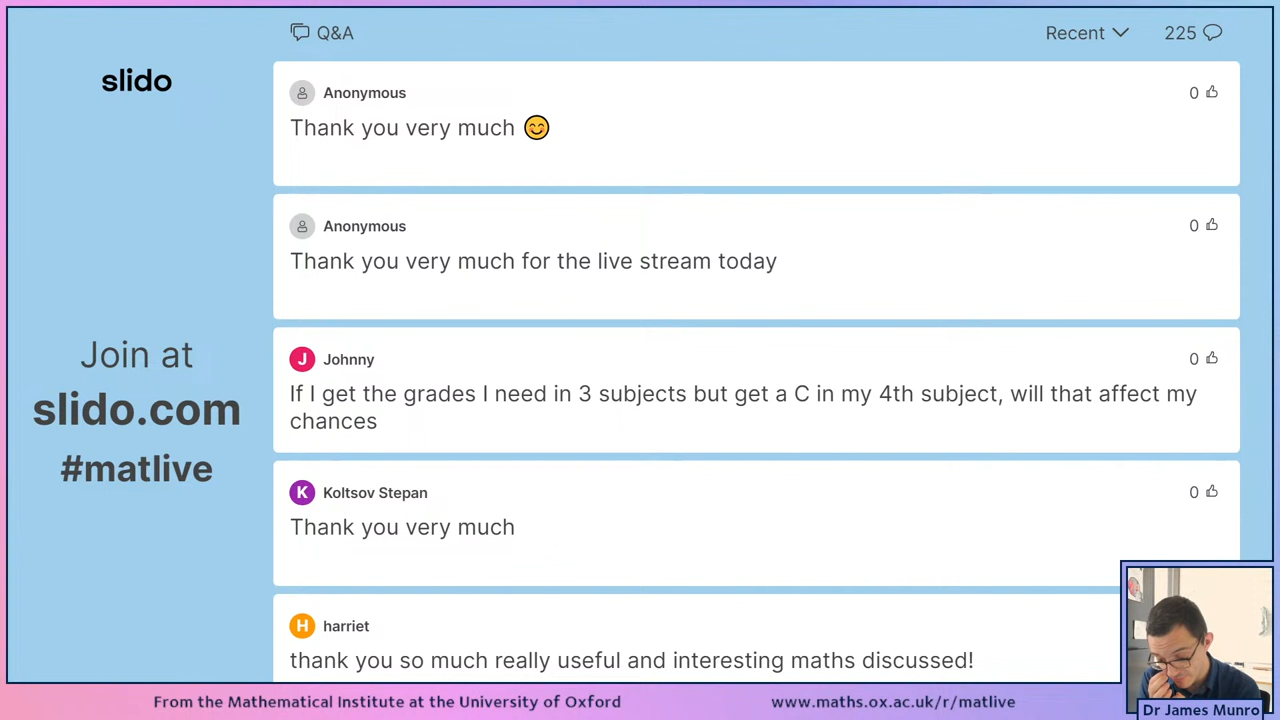 Q&A
Recent
225
slido
Anonymous
0
Thank you very much 😊
Anonymous
0
Thank you very much for the live stream today
J
Johnny
0
If I get the grades I need in 3 subjects but get a C in my 4th subject, will that affect my
chances
Join at
slido.com
#matlive
K
Koltsov Stepan
0
Thank you very much
H
harriet
thank you so much really useful and interesting maths discussed!
Dr James Munro
From the Mathematical Institute at the University of Oxford
www.maths.ox.ac.uk/r/matlive